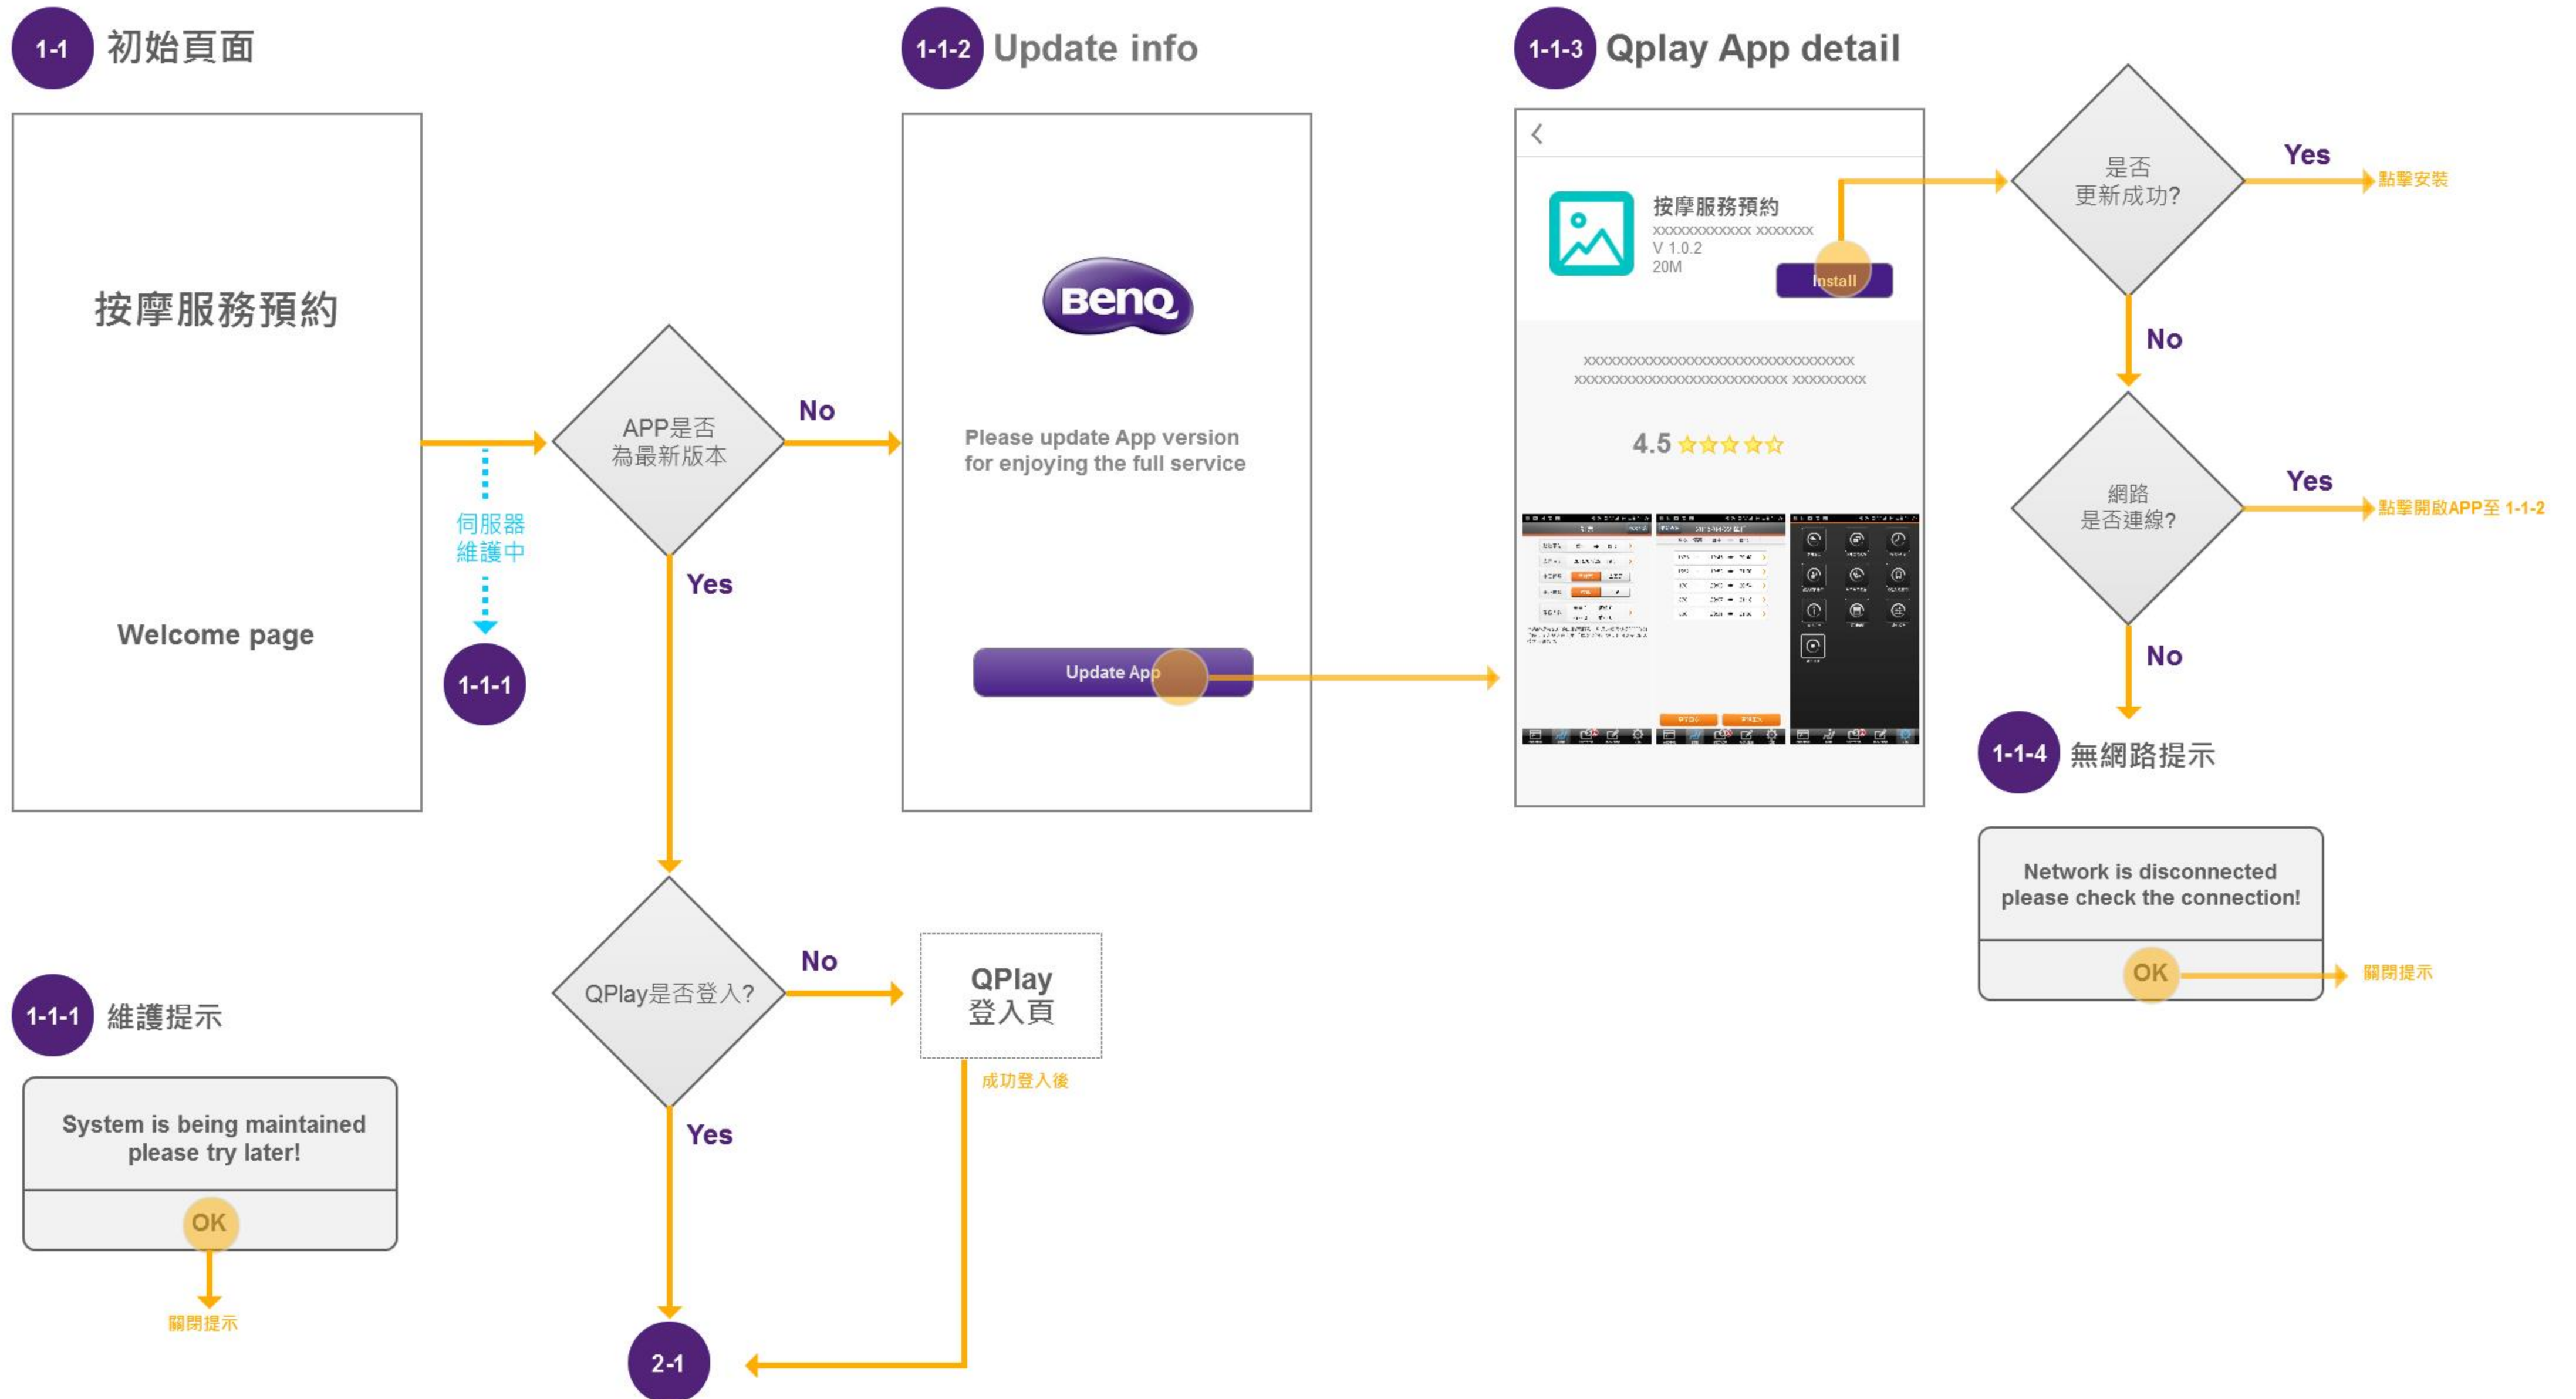 1-1 初始頁面
按摩服務預約
Welcome page
伺服器
維護中
1-1-1
APP是否
為最新版本
No
Yes
QPlay是否登入?
No
Yes
QPlay
登入頁
成功登入後
2-1
1-1-1 維護提示
System is being maintained
please try later!
OK
關閉提示
1-1-2 Update info
BenQ
Please update App version
for enjoying the full service
Update App
1-1-3 Qplay App detail
按摩服務預約
xxxxxxxxxxxx xxxxxxx
V 1.0.2
20M
Install
xxxxxxxxxxxxxxxxxxxxxxxxxxxxxxxxx
xxxxxxxxxxxxxxxxxxxxxxxxxx xxxxxxxxx
4.5
是否
更新成功?
Yes
點擊安裝
No
網路
是否連線?
Yes
點擊開啟APP至 1-1-2
No
1-1-4 無網路提示
Network is disconnected
please check the connection!
OK
關閉提示